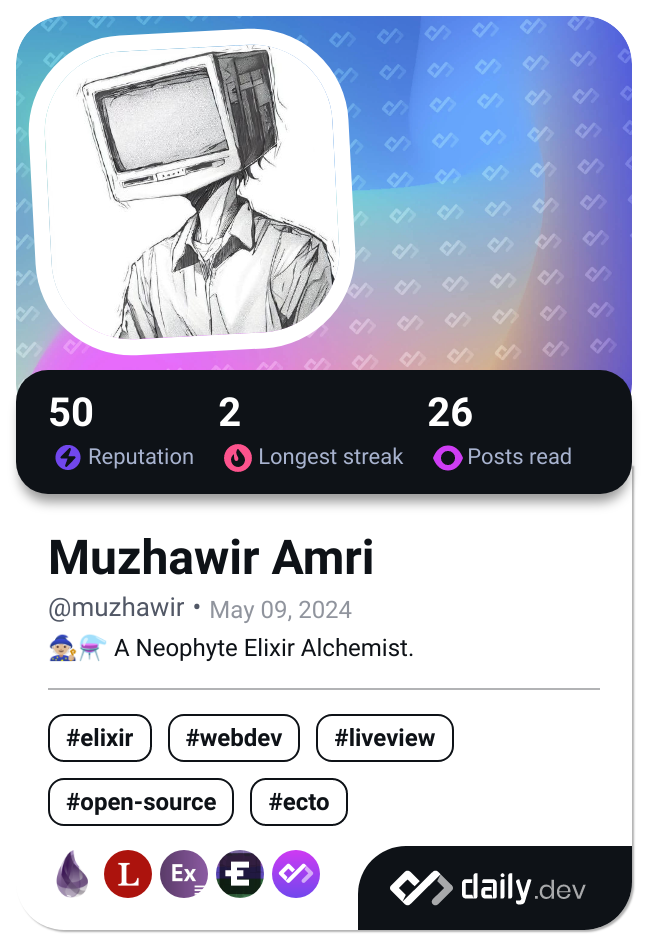 50 2 26
Reputation Longest streak Posts read
Muzhawir Amri
@muzhawir • May 09, 2024
🧙⚗️ A Neophyte Elixir Alchemist.
#elixir #webdev #liveview
#open-source #ecto
L Ex E
daily.dev